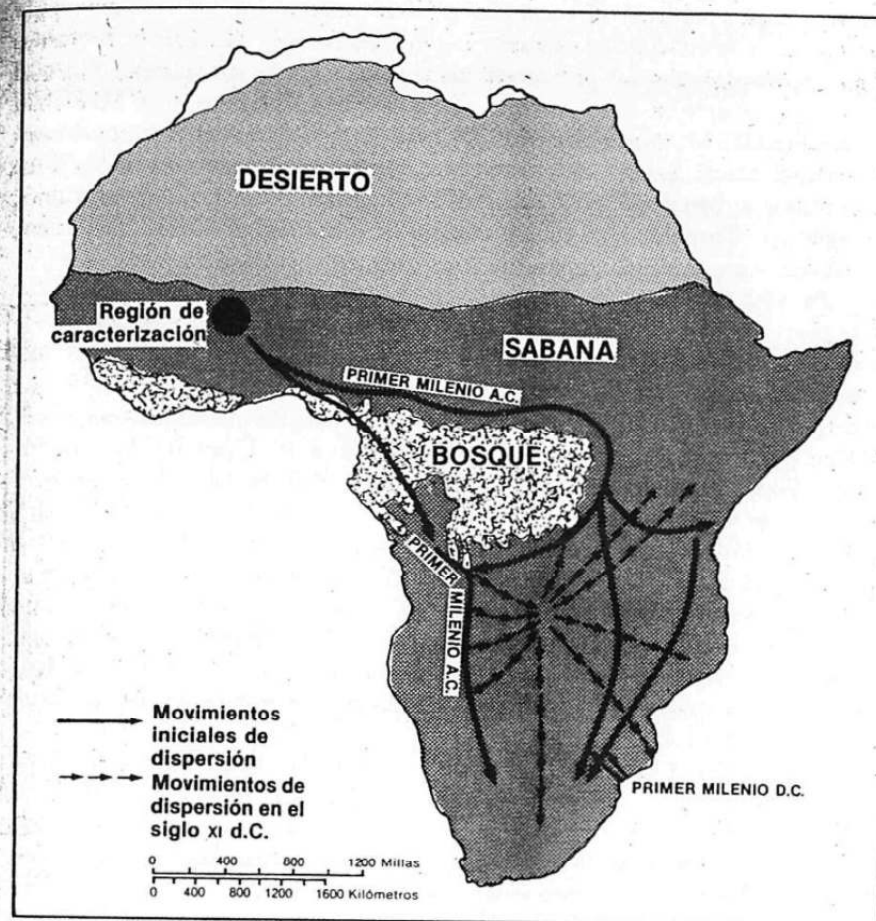 DESIERTO
Región de
caracterización
SABANA
PRIMER MILENIO A.C.
BOSQUE
PRIMER MILENIO A.C.
Movimientos
iniciales de
dispersión
Movimientos de
dispersión en el
siglo XI d.C.
PRIMER MILENIO D.C.
0 400 800 1200 Millas
0 400 800 1200 1600 Kilómetros